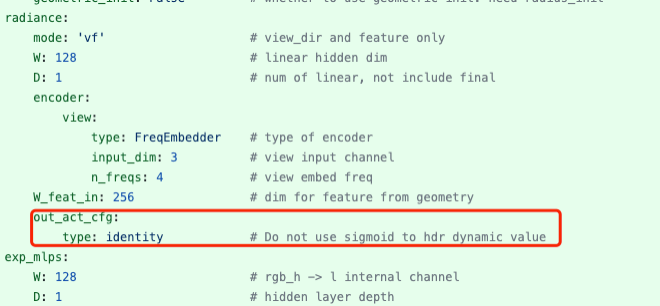 geometric_init: False # whether to use geometric init. need radius_init
radiance:
mode: 'vf' # view_dir and feature only
W: 128 # linear hidden dim
D: 1 # num of linear, not include final
encoder:
view:
type: FreqEmbedder # type of encoder
input_dim: 3 # view input channel
n_freqs: 4 # view embed freq
W_feat_in: 256 # dim for feature from geometry
out_act_cfg:
type: identity # Do not use sigmoid to hdr dynamic value
exp_mlps:
W: 128 # rgb_h -> l internal channel
D: 1 # hidden layer depth